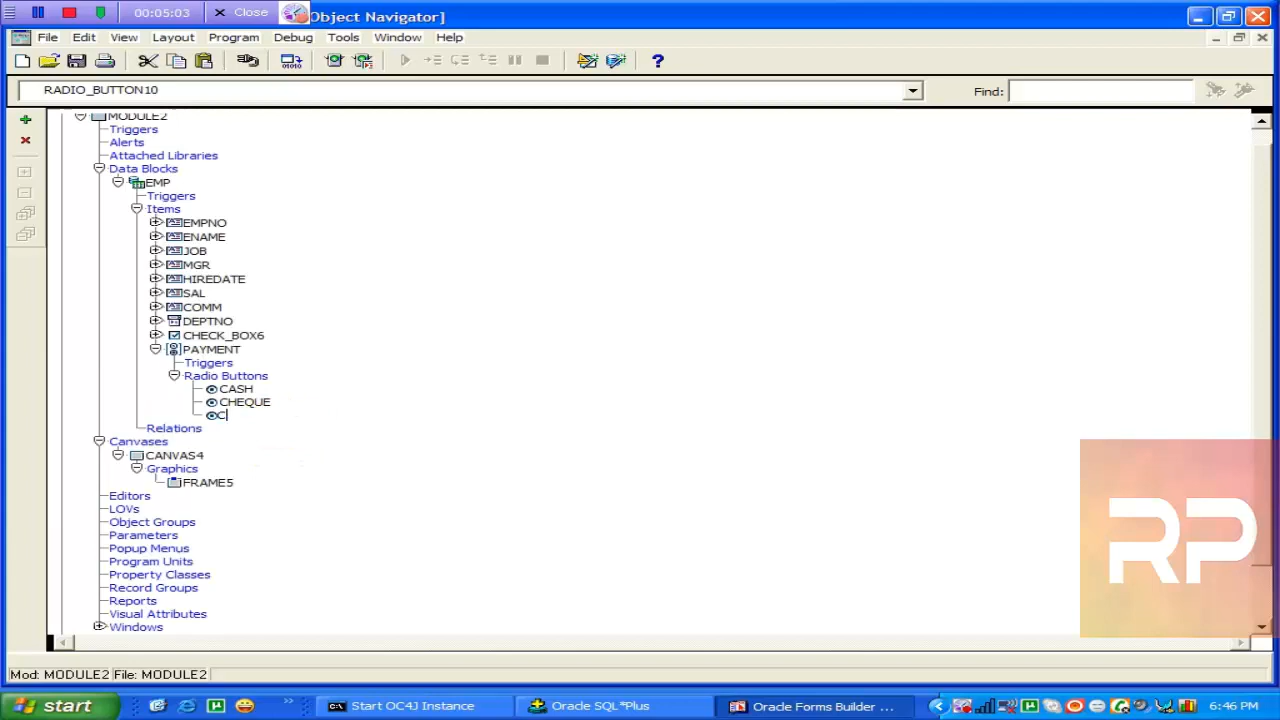 00:05:03 Close Object Navigator]
File Edit View Layout Program Debug Tools Window Help
RADIO_BUTTON10 Find:
MODULE2
Triggers
Alerts
Attached Libraries
Data Blocks
EMP
Triggers
Items
EMPNO
ENAME
JOB
MGR
HIREDATE
SAL
COMM
DEPTNO
CHECK_BOX6
PAYMENT
Triggers
Radio Buttons
CASH
CHEQUE
C
Relations
Canvases
CANVAS4
Graphics
FRAME5
Editors
LOVs
Object Groups
Parameters
Popup Menus
Program Units
Property Classes
Record Groups
Reports
Visual Attributes
Windows
RP
Mod: MODULE2 File: MODULE2
start Start OC4J Instance Oracle SQL*Plus Oracle Forms Builder ... 6:46 PM